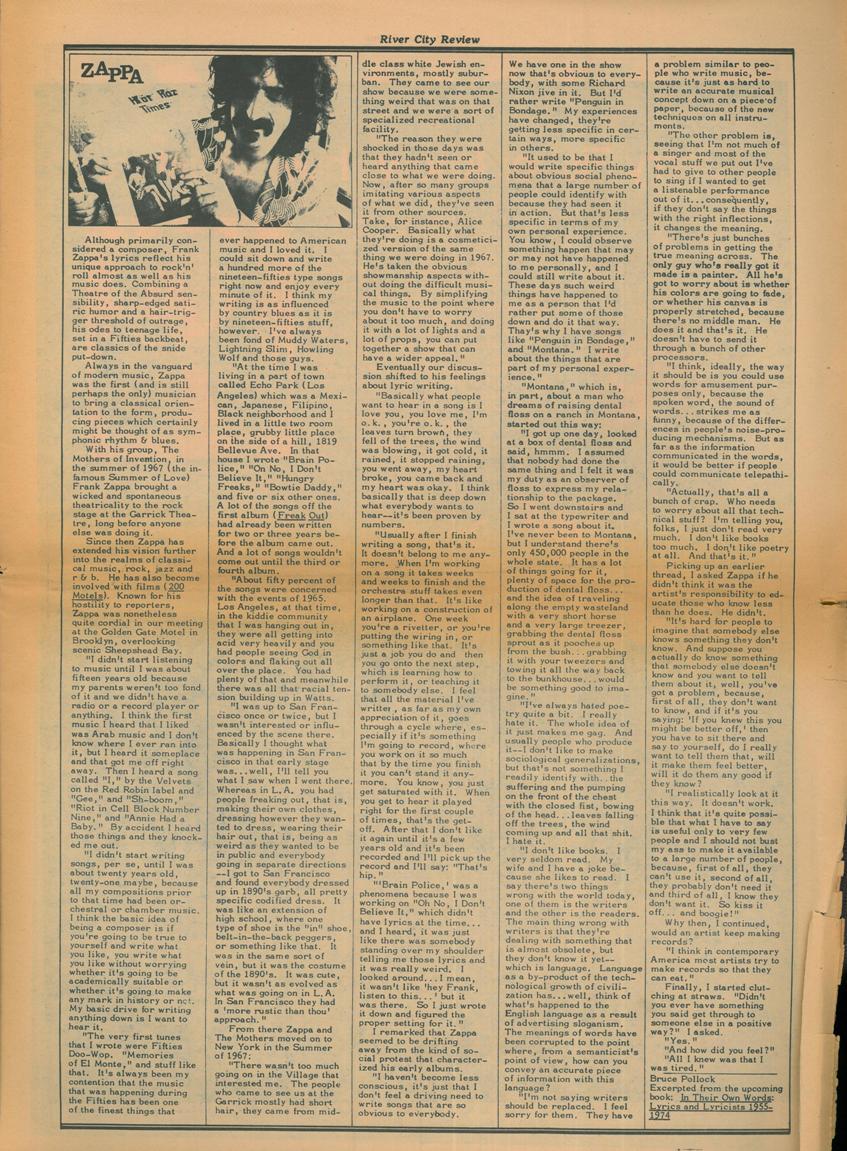 River City Review
ZAPPA
Hör Zar
Times
Although primarily con-
sidered a composer, Frank
Zappa's lyrics reflect his
unique approach to rock'n'
roll almost as well as his
music does. Combining a
Theatre of the Absurd sen-
sibility, sharp-edged sati-
ric humor and a hair-trig-
ger threshold of outrage,
his odes to teenage life,
set in a Fifties backbeat,
are classics of the snide
put-down.
Always in the vanguard
of modern music, Zappa
was the first (and is still
perhaps the only) musician
to bring a classical orien-
tation to the form, produ-
cing pieces which certainly
might be thought of as sym-
phonic rhythm & blues.
With his group, The
Mothers of Invention, in
the summer of 1967 (the in-
famous Summer of Love)
Frank Zappa brought a
wicked and spontaneous
theatricality to the rock
stage at the Garrick Thea-
tre, long before anyone
else was doing it.
Since then Zappa has
extended his vision further
into the realms of classi-
cal music, rock, jazz and
r & b. He has also become
involved with films (200
Motels). Known for his
hostility to reporters,
Zappa was nonetheless
quite cordial in our meeting
at the Golden Gate Motel in
Brooklyn, overlooking
scenic Sheepshead Bay.
"I didn't start listening
to music until I was about
fifteen years old because
my parents weren't too fond
of it and we didn't have a
radio or a record player or
anything. I think the first
music I heard that I liked
was Arab music and I don't
know where I ever ran into
it, but I heard it someplace
and that got me off right
away. Then I heard a song
called "I," by the Velvets
on the Red Robin label and
"Gee," and "Sh-boom,"
"Riot in Cell Block Number
Nine," and "Annie Had a
Baby." By accident I heard
those things and they knock-
ed me out.
"I didn't start writing
songs, per se, until I was
about twenty years old,
twenty-one maybe, because
all my compositions prior
to that time had been or-
chestral or chamber music.
I think the basic idea of
being a composer is if
you're going to be true to
yourself and write what
you like, you write what
you like without worrying
whether it's going to be
academically suitable or
whether it's going to make
any mark in history or not.
My basic drive for writing
anything down is I want to
hear it.
"The very first tunes
that I wrote were Fifties
Doo-Wop. "Memories
of El Monte," and stuff like
that. It's always been my
contention that the music
that was happening during
the Fifties has been one
of the finest things that
ever happened to American
music and I loved it. I
could sit down and write
a hundred more of the
nineteen-fifties type songs
right now and enjoy every
minute of it. I think my
writing is as influenced
by country blues as it is
by nineteen-fifties stuff,
however. I've always
been fond of Muddy Waters,
Lightning Slim, Howling
Wolf and those guys.
"At the time I was
living in a part of town
called Echo Park (Los
Angeles) which was a Mexi-
can, Japanese, Filipino,
Black neighborhood and I
lived in a little two room
place, grubby little place
on the side of a hill, 1819
Bellevue Ave. In that
house I wrote "Brain Po-
lice," "On No, I Don't
Believe It," "Hungry
Freaks," "Bowtie Daddy,"
and five or six other ones.
A lot of the songs off the
first album (Freak Out)
had already been written
for two or three years be-
fore the album came out.
And a lot of songs wouldn't
come out until the third or
fourth album.
"About fifty percent of
the songs were concerned
with the events of 1965.
Los Angeles, at that time,
in the kiddie community
that I was hanging out in,
they were all getting into
acid very heavily and you
had people seeing God in
colors and flaking out all
over the place. You had
plenty of that and meanwhile
there was all that racial ten-
sion building up in Watts.
"I was up to San Fran-
cisco once or twice, but I
wasn't interested or influ-
enced by the scene there.
Basically I thought what
was happening in San Fran-
cisco in that early stage
was...well, I'll tell you
what I saw when I went there.
Whereas in L.A. you had
people freaking out, that is,
making their own clothes,
dressing however they wan-
ted to dress, wearing their
hair out, that is, being as
weird as they wanted to be
in public and everybody
going in separate directions
--I got to San Francisco
and found everybody dressed
up in 1890's garb, all pretty
specific codified dress. It
was like an extension of
high school, where one
type of shoe is the "in" shoe,
belt-in-the-back peggers,
or something like that. It
was in the same sort of
vein, but it was the costume
of the 1890's. It was cute,
but it wasn't as evolved as
what was going on in L.A.
In San Francisco they had
a 'more rustic than thou'
approach."
From there Zappa and
The Mothers moved on to
New York in the Summer
of 1967:
"There wasn't too much
going on in the Village that
interested me. The people
who came to see us at the
Garrick mostly had short
hair, they came from mid-
dle class white Jewish en-
vironments, mostly subur-
ban. They came to see our
show because we were some-
thing weird that was on that
street and we were a sort of
specialized recreational
facility.
"The reason they were
shocked in those days was
that they hadn't seen or
heard anything that came
close to what we were doing.
Now, after so many groups
imitating various aspects
of what we did, they've seen
it from other sources.
Take, for instance, Alice
Cooper. Basically what
they're doing is a cosmetici-
zed version of the same
thing we were doing in 1967.
He's taken the obvious
showmanship aspects with-
out doing the difficult musi-
cal things. By simplifying
the music to the point where
you don't have to worry
about it too much, and doing
it with a lot of lights and a
lot of props, you can put
together a show that can
have a wider appeal."
Eventually our discus-
sion shifted to his feelings
about lyric writing.
"Basically what people
want to hear in a song is I
love you, you love me, I'm
o.k., you're o.k., the
leaves turn brown, they
fell of the trees, the wind
was blowing, it got cold, it
rained, it stopped raining,
you went away, my heart
broke, you came back and
my heart was okay. I think
basically that is deep down
what everybody wants to
hear--it's been proven by
numbers.
"Usually after I finish
writing a song, that's it.
It doesn't belong to me any-
more. When I'm working
on a song it takes weeks
and weeks to finish and the
orchestra stuff takes even
longer than that. It's like
working on a construction of
an airplane. One week
you're a rivetter, or you're
putting the wiring in, or
something like that. It's
just a job you do and then
you go onto the next step,
which is learning how to
perform it, or teaching it
to somebody else. I feel
that all the material I've
written, as far as my own
appreciation of it, goes
through a cycle where, es-
pecially if it's something
I'm going to record, where
you work on it so much
that by the time you finish
it you can't stand it any-
more. You know, you just
get saturated with it. When
you get to hear it played
right for the first couple
of times, that's the get-
off. After that I don't like
it again until it's a few
years old and it's been
recorded and I'll pick up the
record and I'll say: "That's
hip."
"'Brain Police,' was a
phenomena because I was
working on "Oh No, I Don't
Believe It," which didn't
have lyrics at the time...
and I heard, it was just
like there was somebody
standing over my shoulder
telling me those lyrics and
it was really weird. I
looked around...I mean,
it wasn't like 'hey Frank,
listen to this...' but it
was there. So I just wrote
it down and figured the
proper setting for it."
I remarked that Zappa
seemed to be drifting
away from the kind of so-
cial protest that character-
ized his early albums.
"I haven't become less
conscious, it's just that I
don't feel a driving need to
write songs that are so
obvious to everybody.
We have one in the show
now that's obvious to every-
body, with some Richard
Nixon jive in it. But I'd
rather write "Penguin in
Bondage." My experiences
have changed, they're
getting less specific in cer-
tain ways, more specific
in others.
"It used to be that I
would write specific things
about obvious social pheno-
mena that a large number of
people could identify with
because they had seen it
in action. But that's less
specific in terms of my
own personal experience.
You know, I could observe
something happen that may
or may not have happened
to me personally, and I
could still write about it.
These days such weird
things have happened to
me as a person that I'd
rather put some of those
down and do it that way.
Thay's why I have songs
like "Penguin in Bondage,"
and "Montana." I write
about the things that are
part of my personal exper-
ience."
"Montana," which is,
in part, about a man who
dreams of raising dental
floss on a ranch in Montana,
started out this way:
"I got up one day, looked
at a box of dental floss and
said, hmmm. I assumed
that nobody had done the
same thing and I felt it was
my duty as an observer of
floss to express my rela-
tionship to the package.
So I went downstairs and
I sat at the typewriter and
I wrote a song about it.
I've never been to Montana,
but I understand there's
only 450,000 people in the
whole state. It has a lot
of things going for it,
plenty of space for the pro-
duction of dental floss...
and the idea of traveling
along the empty wasteland
with a very short horse
and a very large tweezer,
grabbing the dental floss
sprout as it pooches up
from the bush...grabbing
it with your tweezers and
towing it all the way back
to the bunkhouse...would
be something good to ima-
gine."
"I've always hated poe-
try quite a bit. I really
hate it. The whole idea of
it just makes me gag. And
usually people who produce
it--I don't like to make
sociological generalizations,
but that's not something I
readily identify with...the
suffering and the pumping
on the front of the chest
with the closed fist, bowing
of the head...leaves falling
off the trees, the wind
coming up and all that shit.
I hate it.
"I don't like books. I
very seldom read. My
wife and I have a joke be-
cause she likes to read. I
say there's two things
wrong with the world today,
one of them is the writers
and the other is the readers.
The main thing wrong with
writers is that they're
dealing with something that
is almost obsolete, but
they don't know it yet--
which is language. Language
as a by-product of the tech-
nological growth of civili-
zation has...well, think of
what's happened to the
English language as a result
of advertising sloganism.
The meanings of words have
been corrupted to the point
where, from a semanticist's
point of view, how can you
convey an accurate piece
of information with this
language?
"I'm not saying writers
should be replaced. I feel
sorry for them. They have
a problem similar to peo-
ple who write music, be-
cause it's just as hard to
write an accurate musical
concept down on a piece of
paper, because of the new
techniques on all instru-
ments.
"The other problem is,
seeing that I'm not much of
a singer and most of the
vocal stuff we put out I've
had to give to other people
to sing if I wanted to get
a listenable performance
out of it...consequently,
if they don't say the things
with the right inflections,
it changes the meaning.
"There's just bunches
of problems in getting the
true meaning across. The
only guy who's really got it
made is a painter. All he's
got to worry about is whether
his colors are going to fade,
or whether his canvas is
properly stretched, because
there's no middle man. He
does it and that's it. He
doesn't have to send it
through a bunch of other
processors.
"I think, ideally, the way
it should be is you could use
words for amusement pur-
poses only, because the
spoken word, the sound of
words...strikes me as
funny, because of the differ-
ences in people's noise-pro-
ducing mechanisms. But as
far as the information
communicated in the words,
it would be better if people
could communicate telepathi-
cally.
"Actually, that's all a
bunch of crap. Who needs
to worry about all that tech-
nical stuff? I'm telling you,
folks, I just don't read very
much. I don't like books
too much. I don't like poetry
at all. And that's it."
Picking up an earlier
thread, I asked Zappa if he
didn't think it was the
artist's responsibility to ed-
ucate those who know less
than he does. He didn't.
"It's hard for people to
imagine that somebody else
knows something they don't
know. And suppose you
actually do know something
that somebody else doesn't
know and you want to tell
them about it, well, you've
got a problem, because,
first of all, they don't want
to know, and if it's you
saying: 'If you knew this you
might be better off,' then
you have to sit there and
say to yourself, do I really
want to tell them that, will
it make them feel better,
will it do them any good if
they know?
"I realistically look at it
this way. It doesn't work.
I think that it's quite possi-
ble that what I have to say
is useful only to very few
people and I should not bust
my ass to make it available
to a large number of people,
because, first of all, they
can't use it, second of all,
they probably don't need it
and third of all, I know they
don't want it. So kiss it
off... and boogie!"
Why then, I continued,
would an artist keep making
records?
"I think in contemporary
America most artists try to
make records so that they
can eat."
Finally, I started clut-
ching at straws. "Didn't
you ever have something
you said get through to
someone else in a positive
way?" I asked.
"Yes."
"And how did you feel?"
"All I knew was that I
was tired."
Bruce Pollock
Excerpted from the upcoming
book: In Their Own Words:
Lyrics and Lyricists 1955-
1974